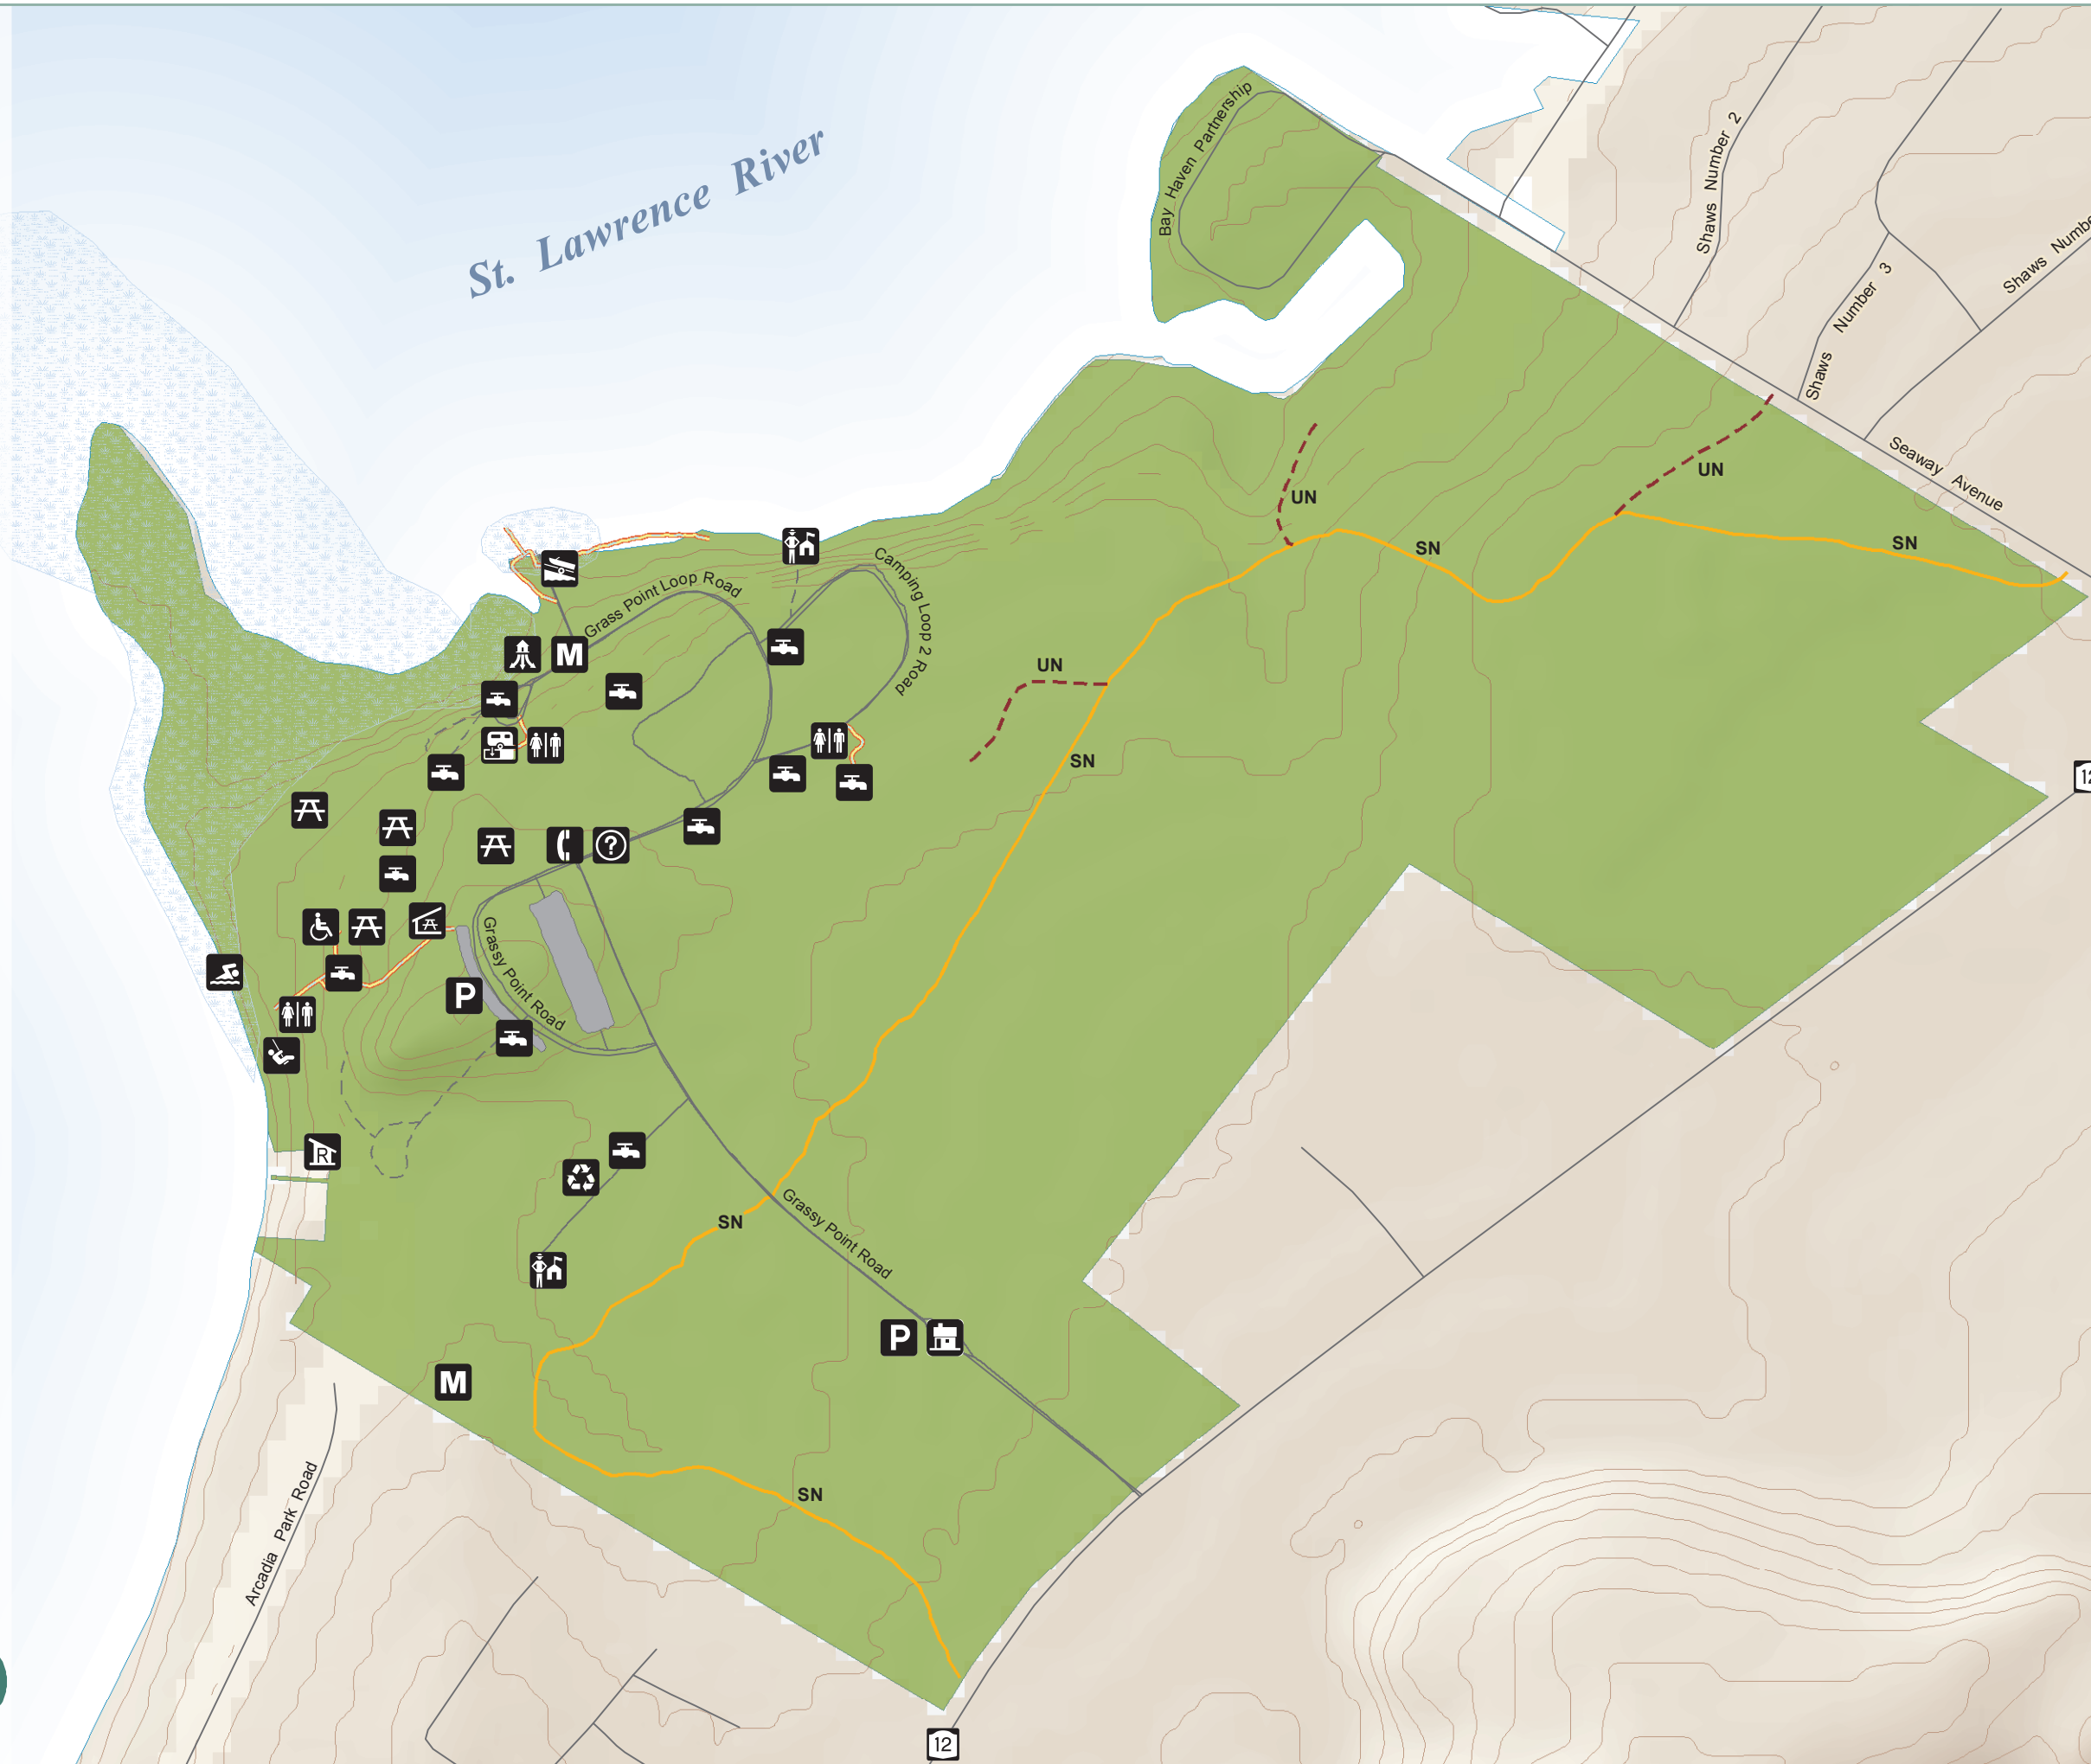 St. Lawrence River
Bay Haven Partnership
Shaws Number 2
Shaws Number 3
Shaws Numbe
Seaway Avenue
UN
UN
SN
SN
Camping Loop 2 Road
Grass Point Loop Road
M
UN
SN
12
?
Grassy Point Road
P
R
SN
Grassy Point Road
P
M
SN
Arcadia Park Road
12